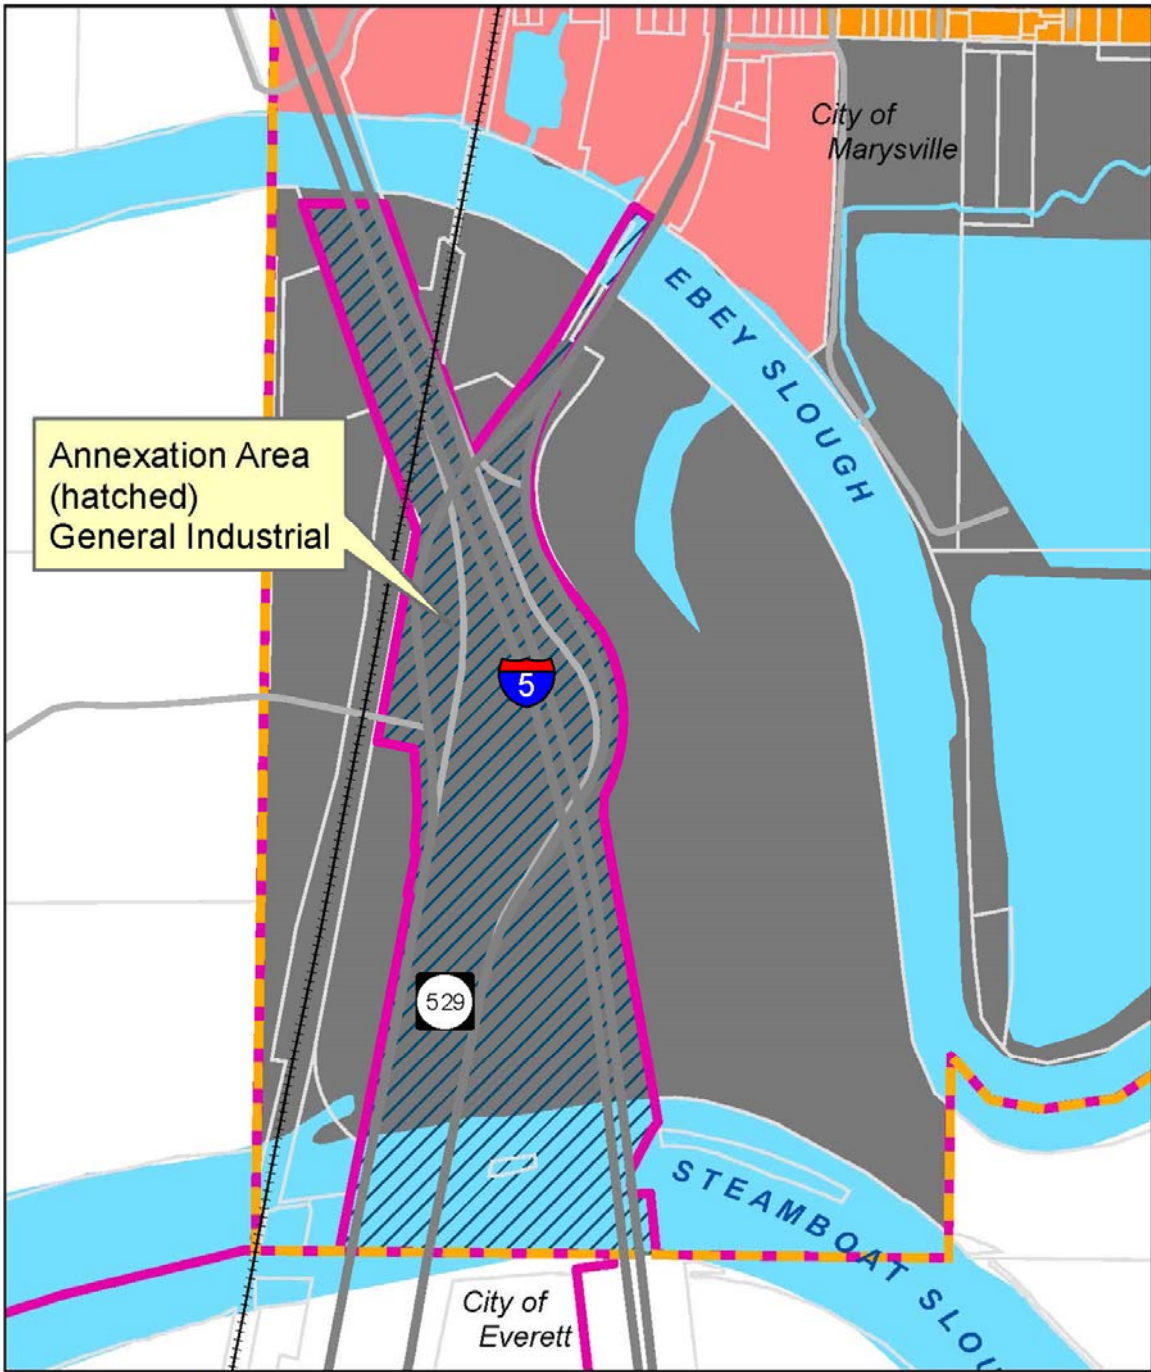 City of
Marysville
EBEY SLOUGH
Annexation Area
(hatched)
General Industrial
5
529
STEAMBOAT SLOU
City of
Everett